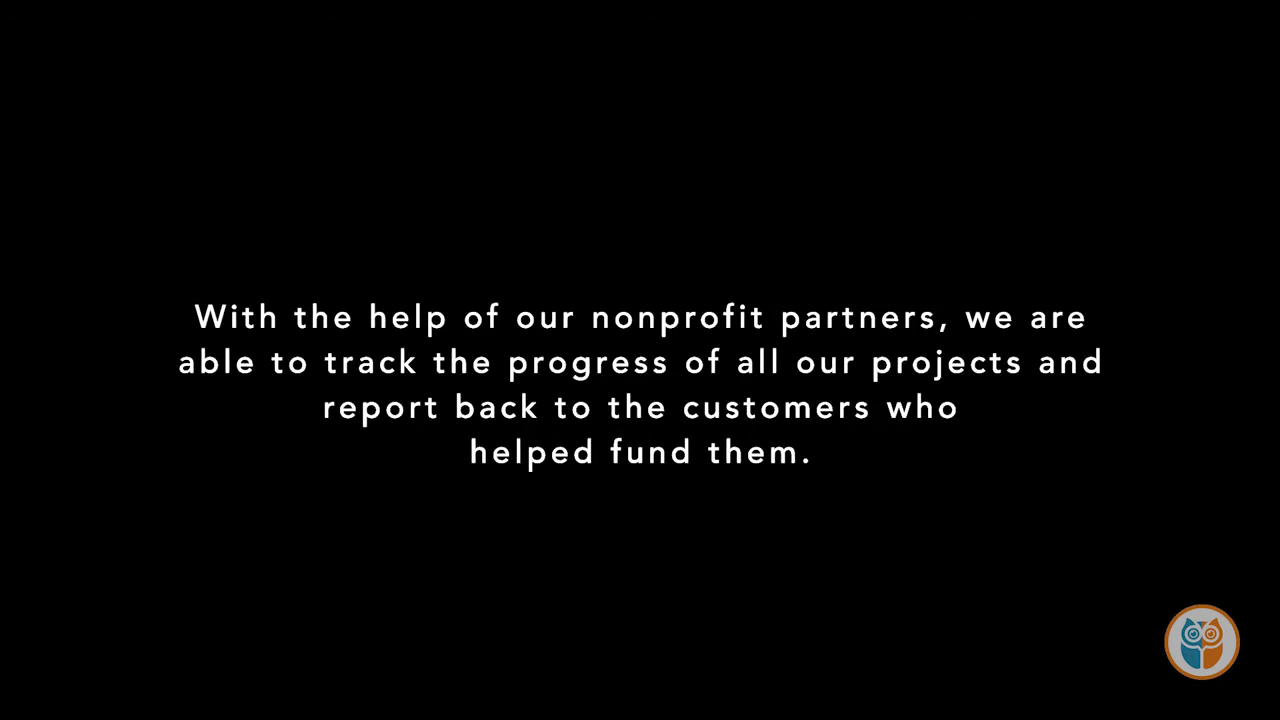 With the help of our nonprofit partners, we are
able to track the progress of all our projects and
report back to the customers who
helped fund them.